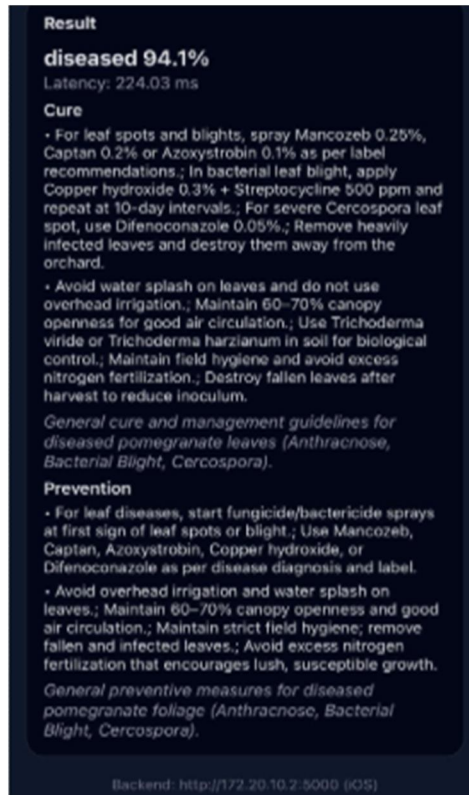 Result
diseased 94.1%
Latency: 224.03 ms
Cure
• For leaf spots and blights, spray Mancozeb 0.25%,
Captan 0.2% or Azoxystrobin 0.1% as per label
recommendations.; In bacterial leaf blight, apply
Copper hydroxide 0.3% + Streptocycline 500 ppm and
repeat at 10-day intervals.; For severe Cercospora leaf
spot, use Difenoconazole 0.05%.; Remove heavily
infected leaves and destroy them away from the
orchard.
• Avoid water splash on leaves and do not use
overhead irrigation.; Maintain 60–70% canopy
openness for good air circulation.; Use Trichoderma
viride or Trichoderma harzianum in soil for biological
control.; Maintain field hygiene and avoid excess
nitrogen fertilization.; Destroy fallen leaves after
harvest to reduce inoculum.
General cure and management guidelines for
diseased pomegranate leaves (Anthracnose,
Bacterial Blight, Cercospora).
Prevention
• For leaf diseases, start fungicide/bactericide sprays
at first sign of leaf spots or blight.; Use Mancozeb,
Captan, Azoxystrobin, Copper hydroxide, or
Difenoconazole as per disease diagnosis and label.
• Avoid overhead irrigation and water splash on
leaves.; Maintain 60–70% canopy openness and good
air circulation.; Maintain strict field hygiene; remove
fallen and infected leaves.; Avoid excess nitrogen
fertilization that encourages lush, susceptible growth.
General preventive measures for diseased
pomegranate foliage (Anthracnose, Bacterial
Blight, Cercospora).
Backend: http://172.20.10.2:5000 (iOS)